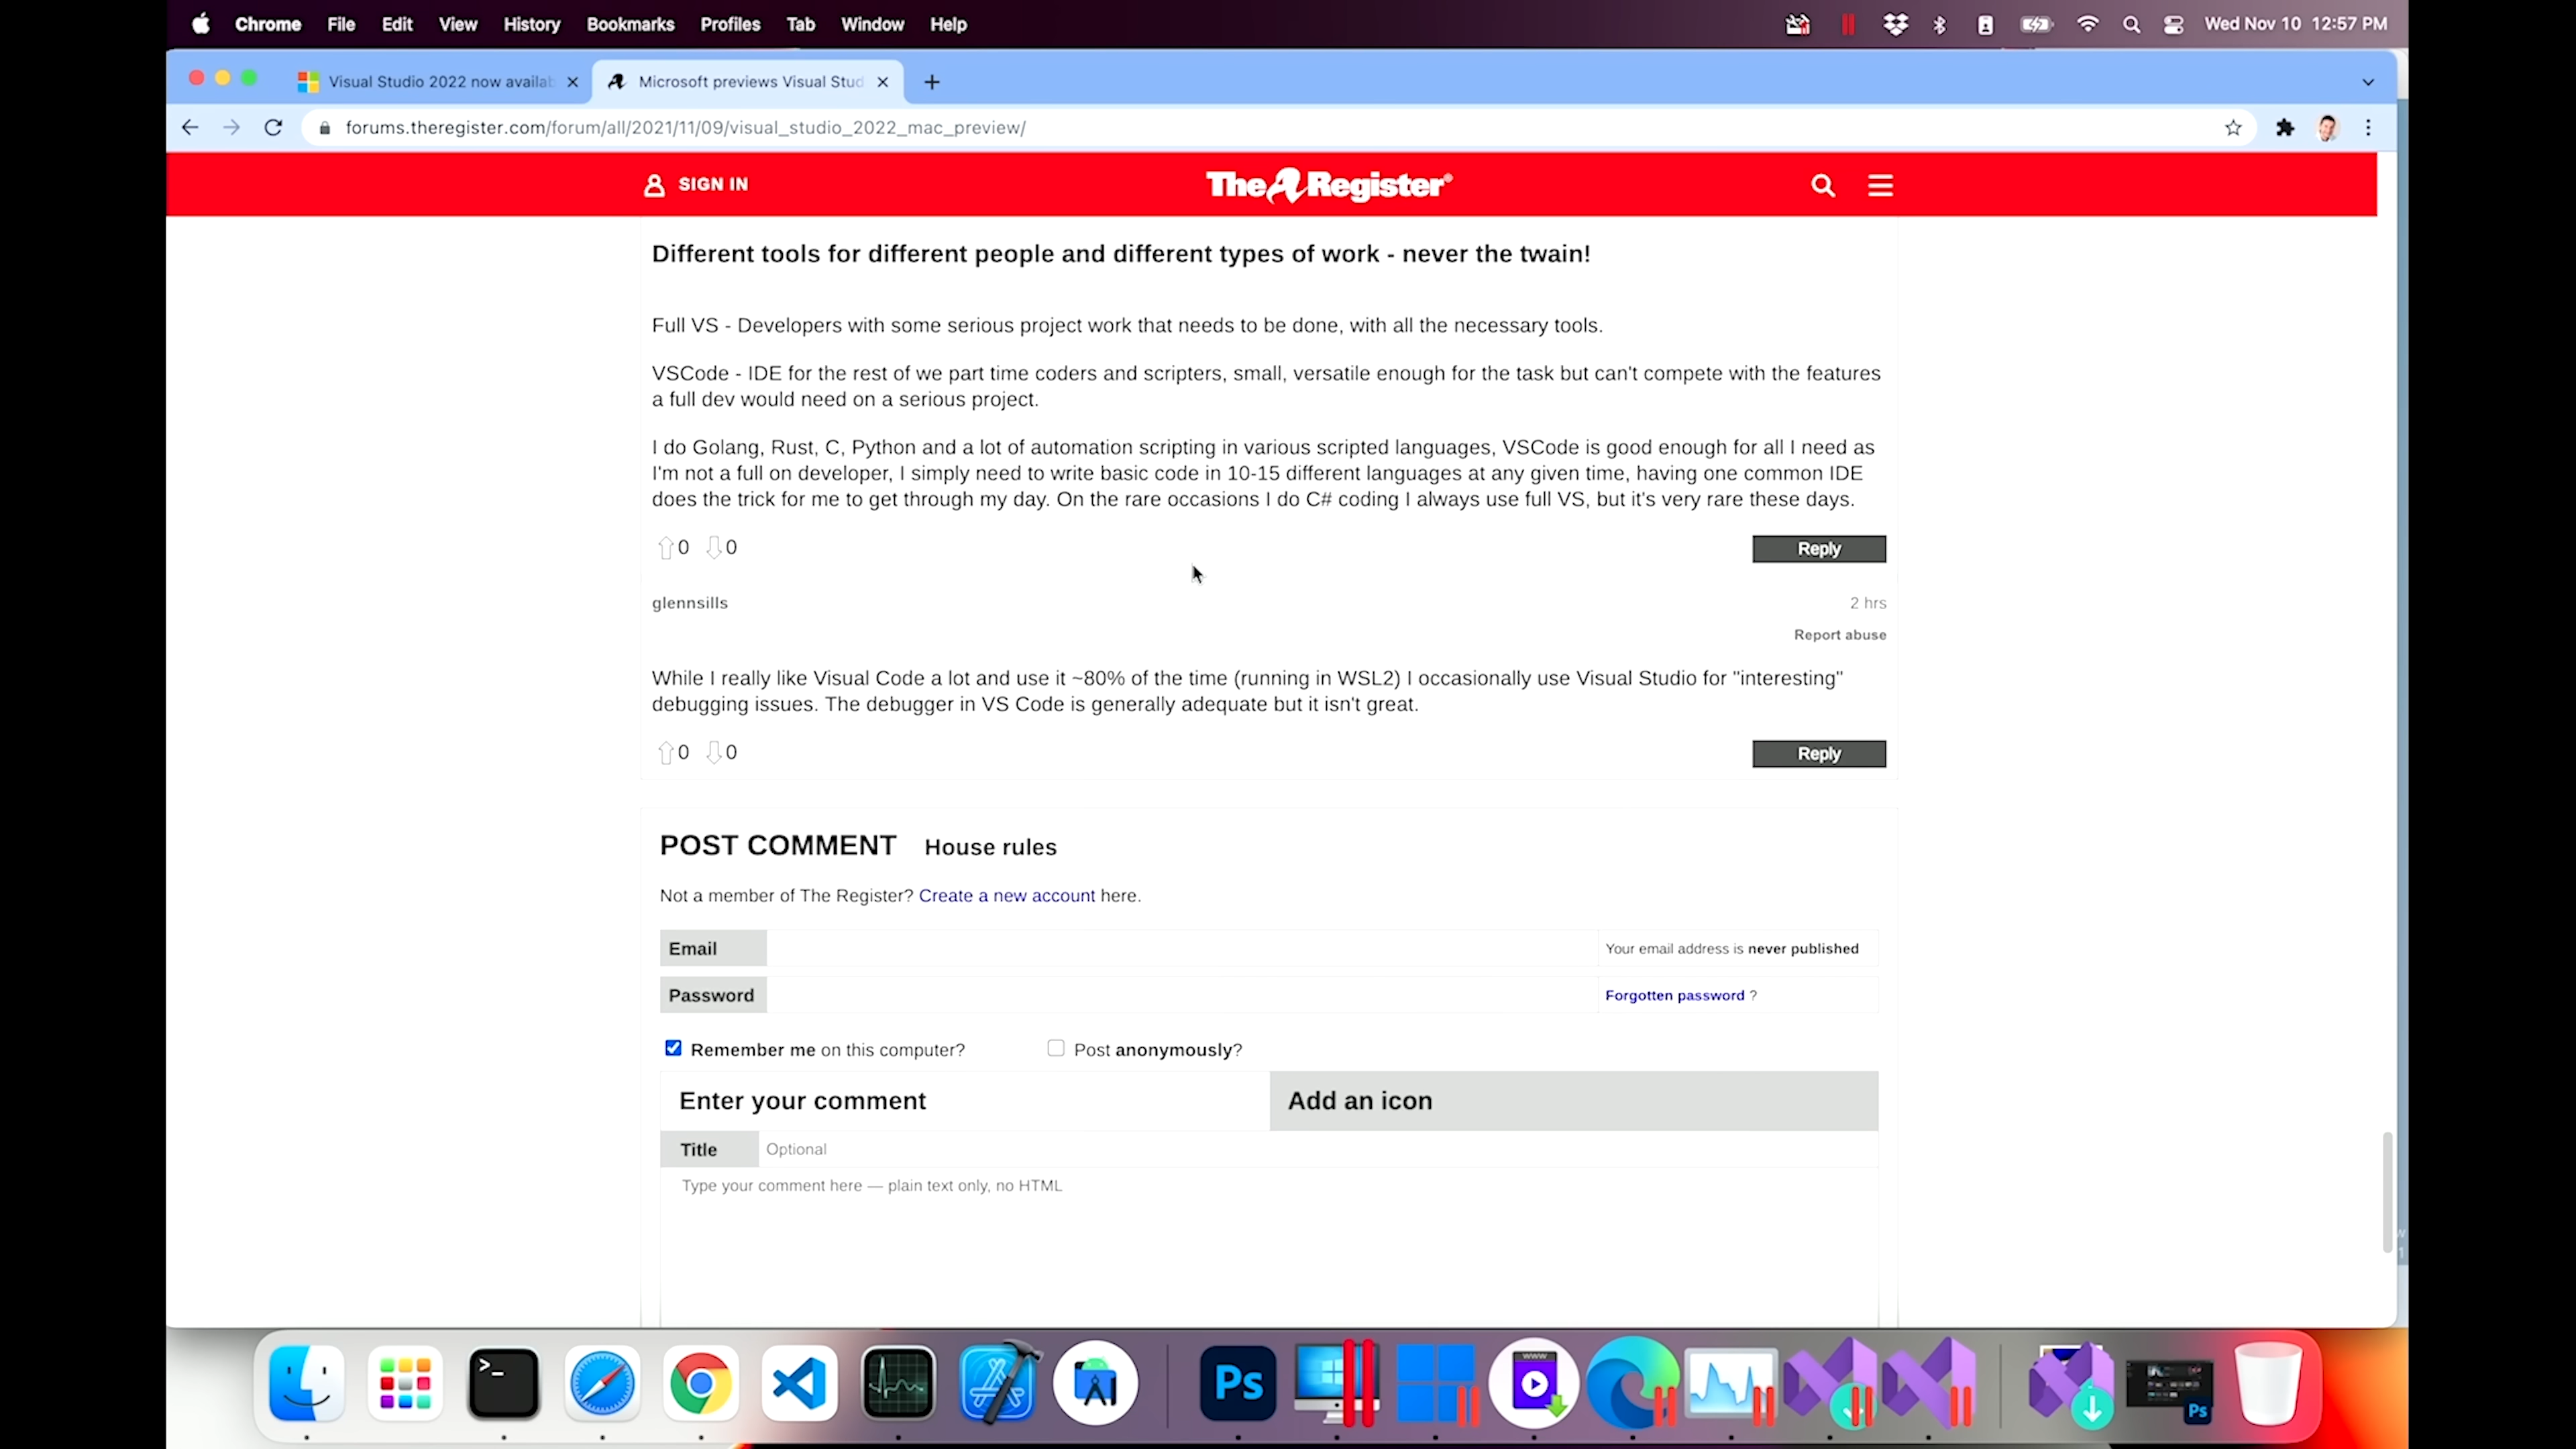 Chrome File Edit View History Bookmarks Profiles Tab Window Help
Wed Nov 10 12:57 PM
Visual Studio 2022 now availab
Microsoft previews Visual Stud
forums.theregister.com/forum/all/2021/11/09/visual_studio_2022_mac_preview/
SIGN IN
The Register®
Different tools for different people and different types of work - never the twain!
Full VS - Developers with some serious project work that needs to be done, with all the necessary tools.
VSCode - IDE for the rest of we part time coders and scripters, small, versatile enough for the task but can't compete with the features
a full dev would need on a serious project.
I do Golang, Rust, C, Python and a lot of automation scripting in various scripted languages, VSCode is good enough for all I need as
I'm not a full on developer, I simply need to write basic code in 10-15 different languages at any given time, having one common IDE
does the trick for me to get through my day. On the rare occasions I do C# coding I always use full VS, but it's very rare these days.
0 0
Reply
glennsills
2 hrs
Report abuse
While I really like Visual Code a lot and use it ~80% of the time (running in WSL2) I occasionally use Visual Studio for "interesting"
debugging issues. The debugger in VS Code is generally adequate but it isn't great.
0 0
Reply
POST COMMENT House rules
Not a member of The Register? Create a new account here.
Email
Your email address is never published
Password
Forgotten password ?
Remember me on this computer?
Post anonymously?
Enter your comment
Add an icon
Title Optional
Type your comment here — plain text only, no HTML
>_
Ps
WWW
Ps